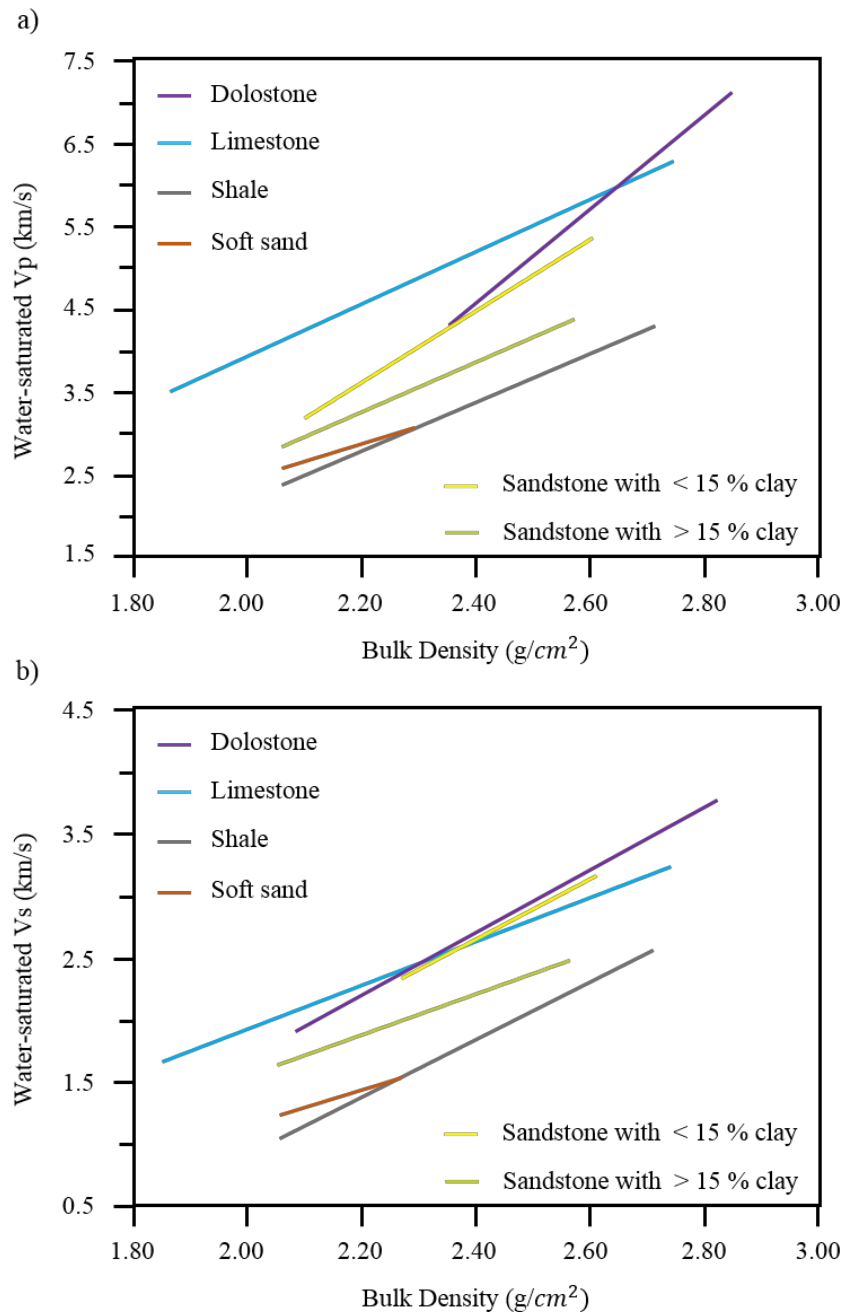 a)
Water-saturated Vp (km/s)
7.5
6.5
5.5
4.5
3.5
2.5
1.5
Dolostone
Limestone
Shale
Soft sand
Sandstone with < 15 % clay
Sandstone with > 15 % clay
1.80 2.00 2.20 2.40 2.60 2.80 3.00
Bulk Density (g/cm²)
b)
Water-saturated Vs (km/s)
4.5
3.5
2.5
1.5
0.5
Dolostone
Limestone
Shale
Soft sand
Sandstone with < 15 % clay
Sandstone with > 15 % clay
1.80 2.00 2.20 2.40 2.60 2.80 3.00
Bulk Density (g/cm²)